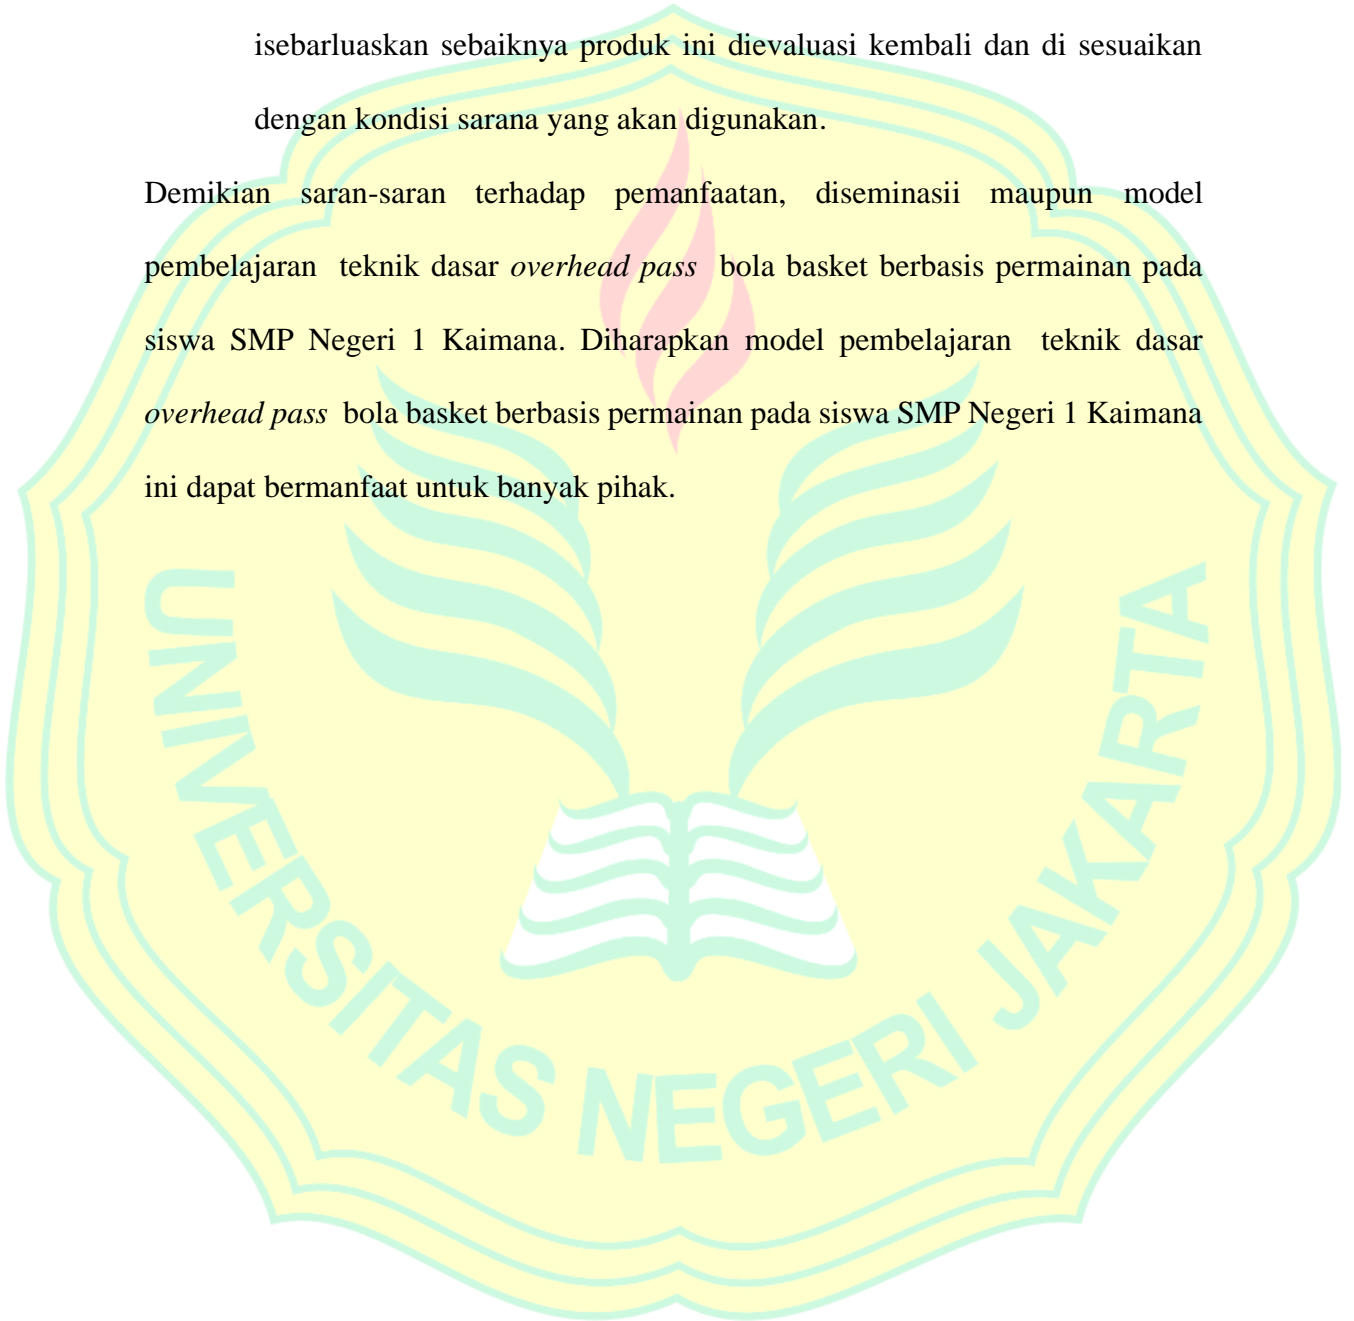 isebarluaskan sebaiknya produk ini dievaluasi kembali dan di sesuaikan
dengan kondisi sarana yang akan digunakan.
Demikian saran-saran terhadap pemanfaatan, diseminasii maupun model
pembelajaran teknik dasar overhead pass bola basket berbasis permainan pada
siswa SMP Negeri 1 Kaimana. Diharapkan model pembelajaran teknik dasar
overhead pass bola basket berbasis permainan pada siswa SMP Negeri 1 Kaimana
ini dapat bermanfaat untuk banyak pihak.
UNIVERSITAS NEGERI JAKARTA